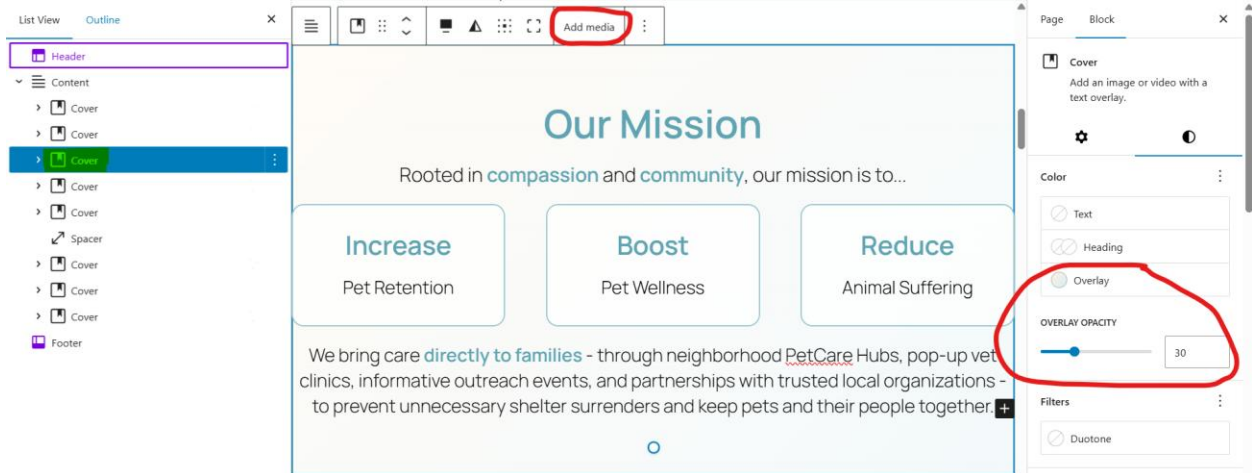 List View
Outline
Header
Content
Cover
Cover
Cover
Cover
Cover
Spacer
Cover
Cover
Cover
Footer
Add media
Our Mission
Rooted in compassion and community, our mission is to...
Increase
Pet Retention
Boost
Pet Wellness
Reduce
Animal Suffering
We bring care directly to families - through neighborhood PetCare Hubs, pop-up vet
clinics, informative outreach events, and partnerships with trusted local organizations -
to prevent unnecessary shelter surrenders and keep pets and their people together.
Page
Block
Cover
Add an image or video with a
text overlay.
Color
Text
Heading
Overlay
OVERLAY OPACITY
30
Filters
Duotone